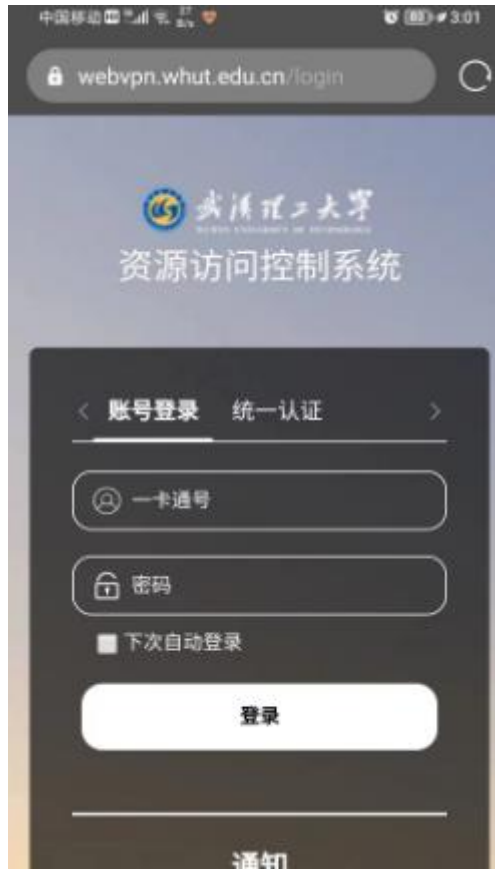 中国移动 3:01
webvpn.whut.edu.cn/login
武汉理工大学
资源访问控制系统
账号登录 统一认证
一卡通号
密码
下次自动登录
登录
通知